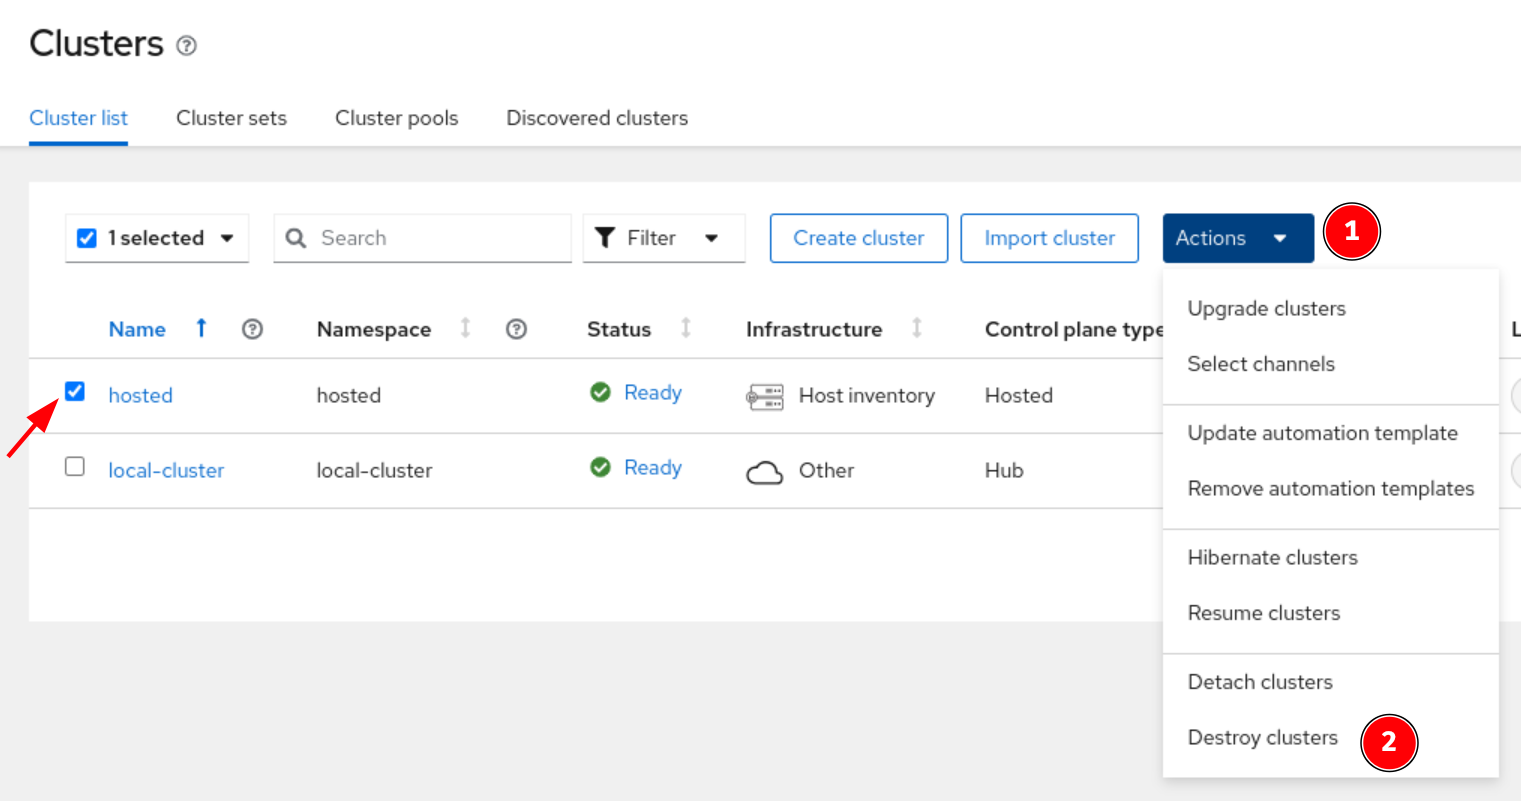 Clusters
Cluster list Cluster sets Cluster pools Discovered clusters
1 selected Search Filter Create cluster Import cluster Actions 1
Name Namespace Status Infrastructure Control plane type L
hosted hosted Ready Host inventory Hosted
local-cluster local-cluster Ready Other Hub
Upgrade clusters
Select channels
Update automation template
Remove automation templates
Hibernate clusters
Resume clusters
Detach clusters
Destroy clusters 2